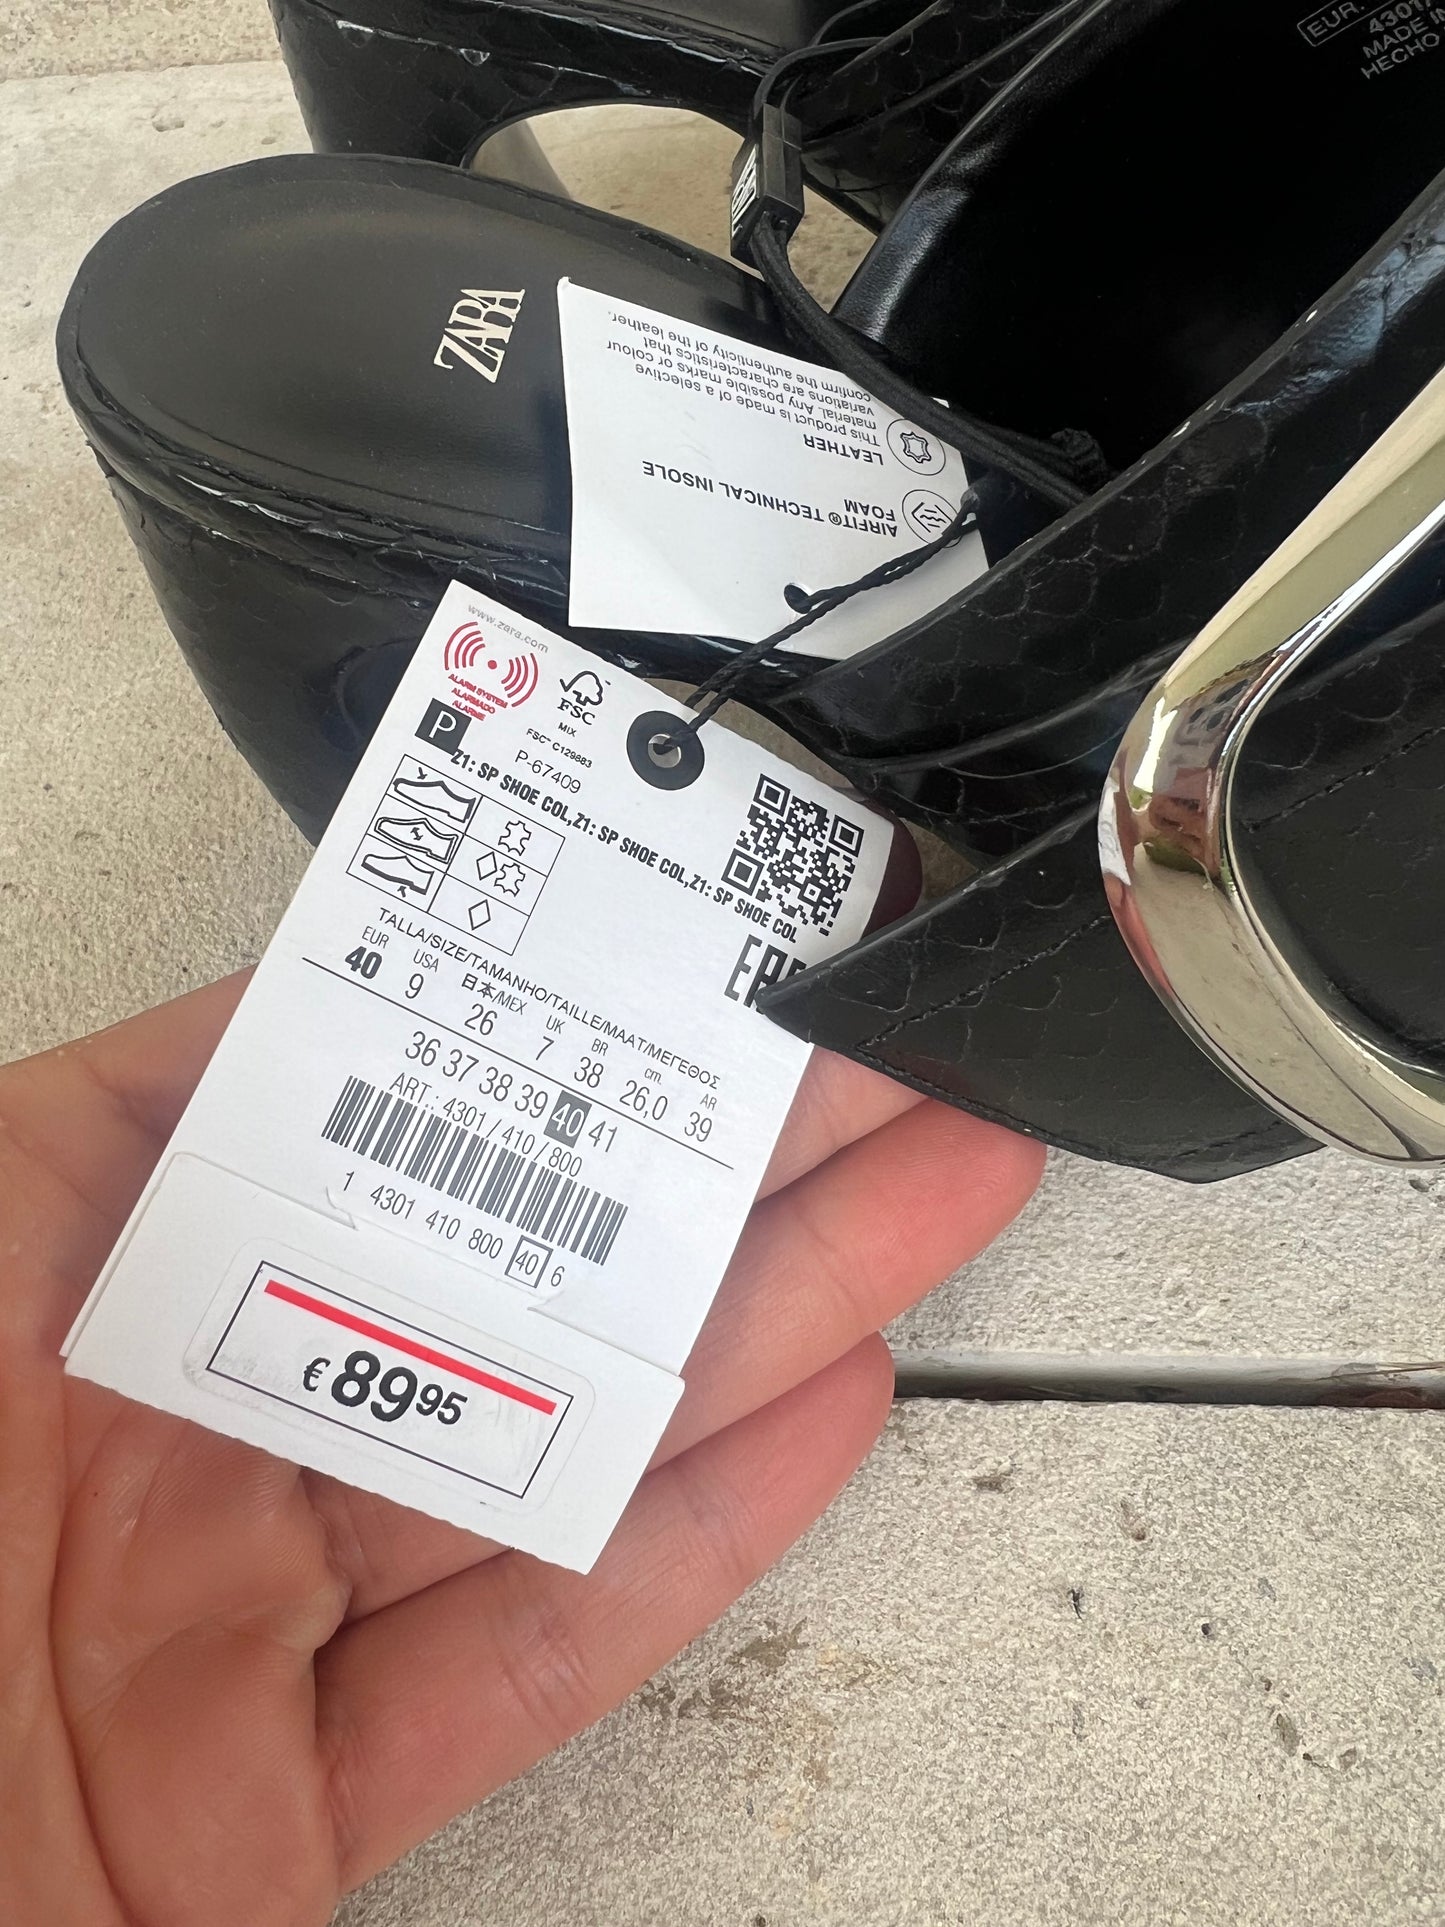 EUR.
4301/
MADE IN
HECHO
ZARA
AIRFIT® TECHNICAL INSOLE
FOAM
LEATHER
This product is made of a selective
material. Any possible marks or colour
variations are characteristics that
confirm the authenticity of the leather.
www.zara.com
ALARM SYSTEM
ALARMADO
ALARME
FSC
MIX
FSC™ C129883
P
P-67409
Z1: SP SHOE COL,Z1: SP SHOE COL,Z1: SP SHOE COL
EAC
TALLA/SIZE/TAMANHO/TAILLE/MAAT/ΜΕΓΕΘΟΣ
EUR USA 日本/MEX UK BR cm. AR
40 9 26 7 38 26,0 39
36 37 38 39 40 41
ART.: 4301 / 410 / 800
1 4301 410 800 40 6
€ 89 95